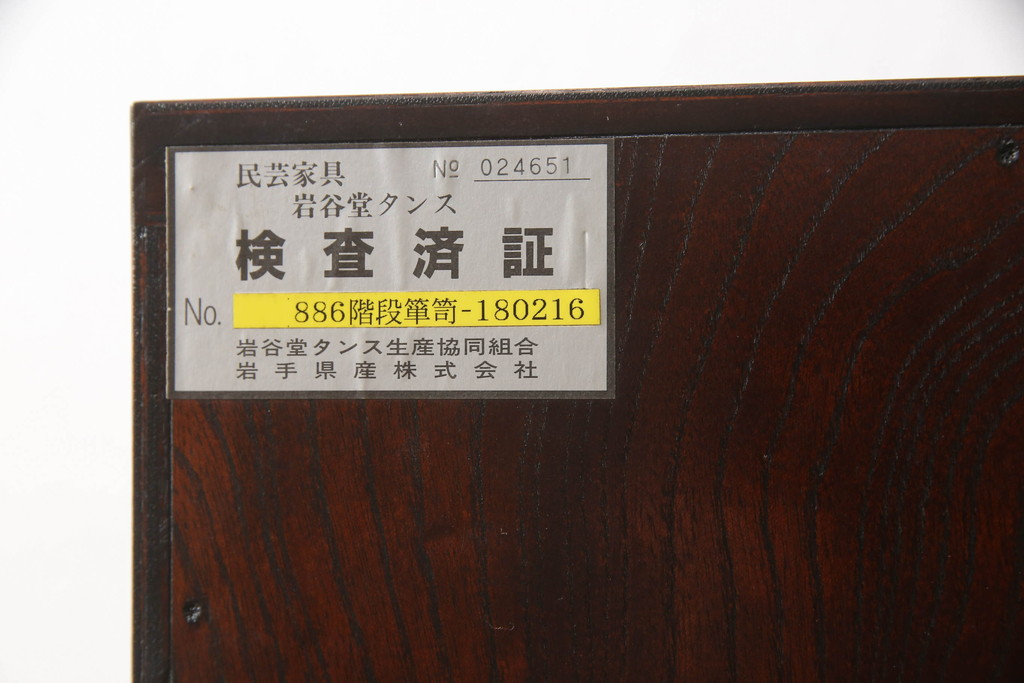 民芸家具 № 024651
岩谷堂タンス
検査済証
No. 886階段箪笥-180216
岩谷堂タンス生産協同組合
岩手県産株式会社